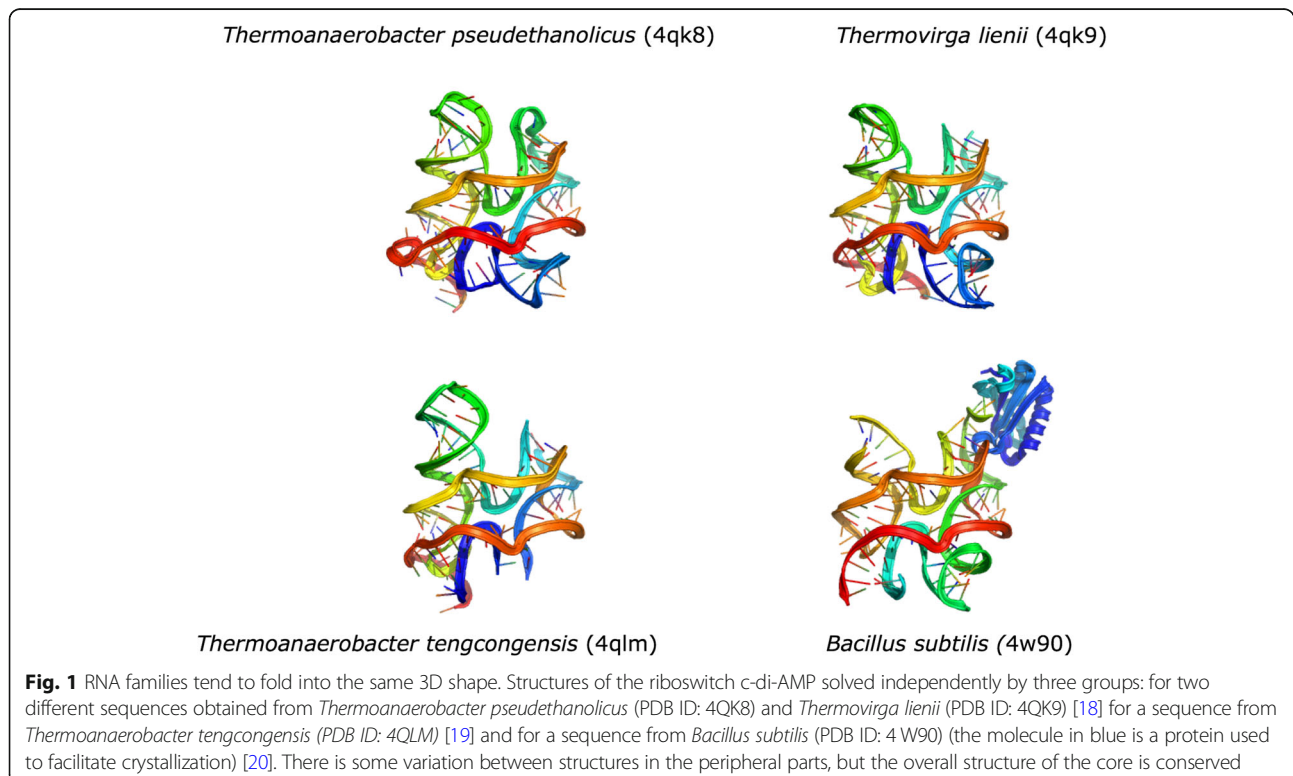 Thermoanaerobacter pseudethanolicus (4qk8) Thermovirga lienii (4qk9)
Thermoanaerobacter tengcongensis (4qlm) Bacillus subtilis (4w90)
Fig. 1 RNA families tend to fold into the same 3D shape. Structures of the riboswitch c-di-AMP solved independently by three groups: for two
different sequences obtained from Thermoanaerobacter pseudethanolicus (PDB ID: 4QK8) and Thermovirga lienii (PDB ID: 4QK9) [18] for a sequence from
Thermoanaerobacter tengcongensis (PDB ID: 4QLM) [19] and for a sequence from Bacillus subtilis (PDB ID: 4 W90) (the molecule in blue is a protein used
to facilitate crystallization) [20]. There is some variation between structures in the peripheral parts, but the overall structure of the core is conserved